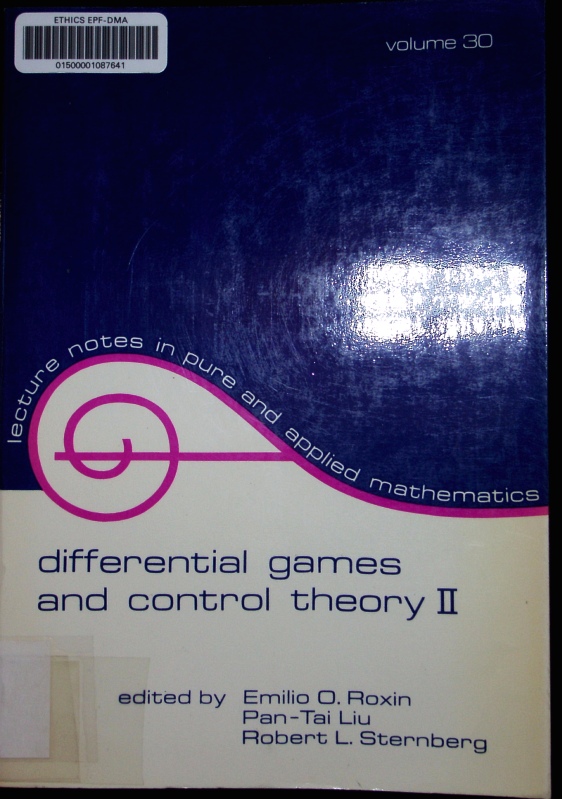 ETHICS EPF-DMA
01500001087641
volume 30
lecture notes in pure and applied mathematics
differential games
and control theory II
edited by Emilio O. Roxin
Pan-Tai Liu
Robert L. Sternberg